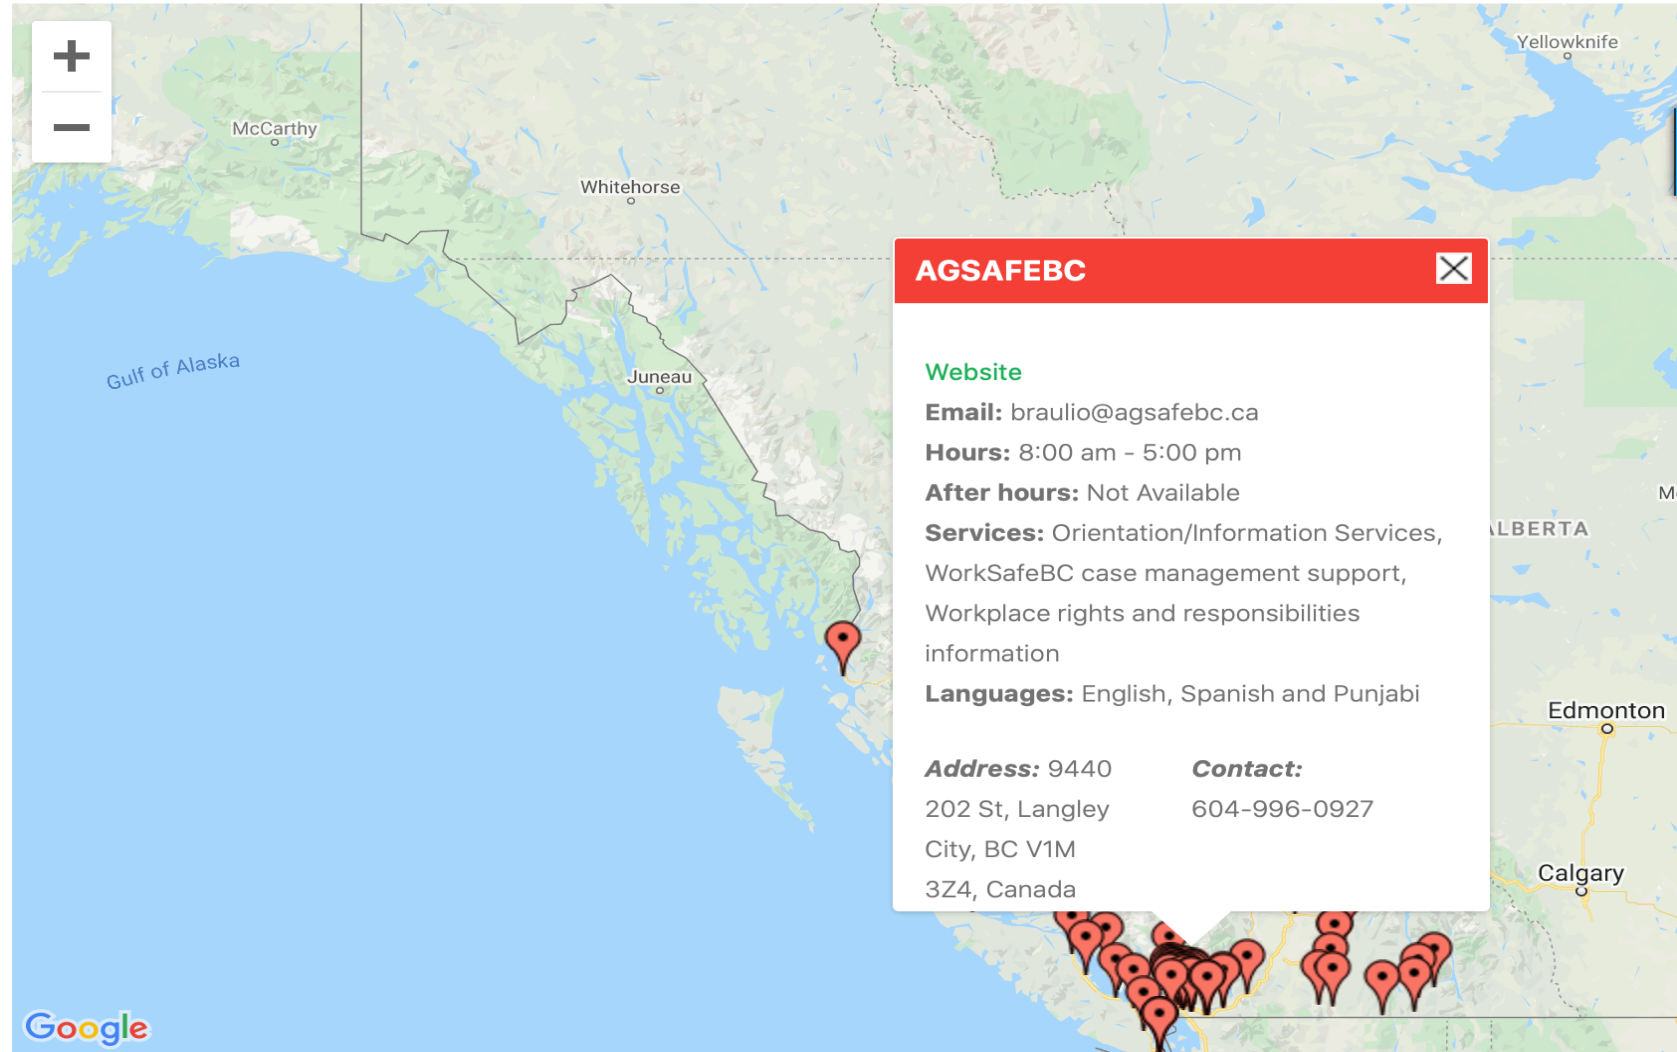 +
Yellowknife
McCarthy
−
Whitehorse
AGSAFEBC
Gulf of Alaska
Juneau
Website
Email: braulio@agsafebc.ca
Hours: 8:00 am - 5:00 pm
After hours: Not Available
Services: Orientation/Information Services,
WorkSafeBC case management support,
Workplace rights and responsibilities
information
Languages: English, Spanish and Punjabi
Address: 9440
202 St, Langley
City, BC V1M
3Z4, Canada
Contact:
604-996-0927
Edmonton
Calgary
Google